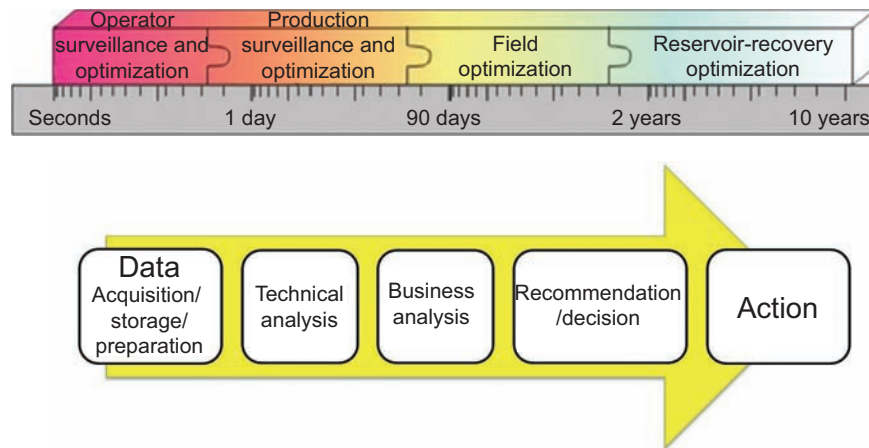 Operator
surveillance and
optimization
Production
surveillance and
optimization
Field
optimization
Reservoir-recovery
optimization
Seconds
1 day
90 days
2 years
10 years
Data
Acquisition/
storage/
preparation
Technical
analysis
Business
analysis
Recommendation
/decision
Action